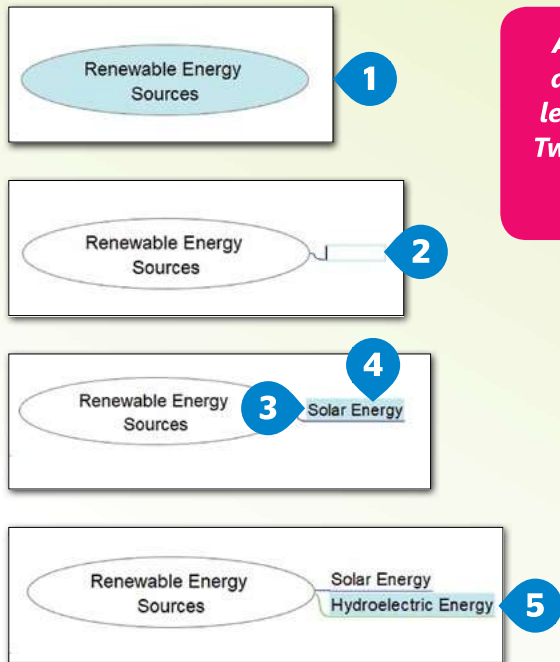 Renewable Energy
Sources
1
Renewable Energy
Sources
2
4
Renewable Energy
Sources
3
Solar Energy
Renewable Energy
Sources
Solar Energy
Hydroelectric Energy
5